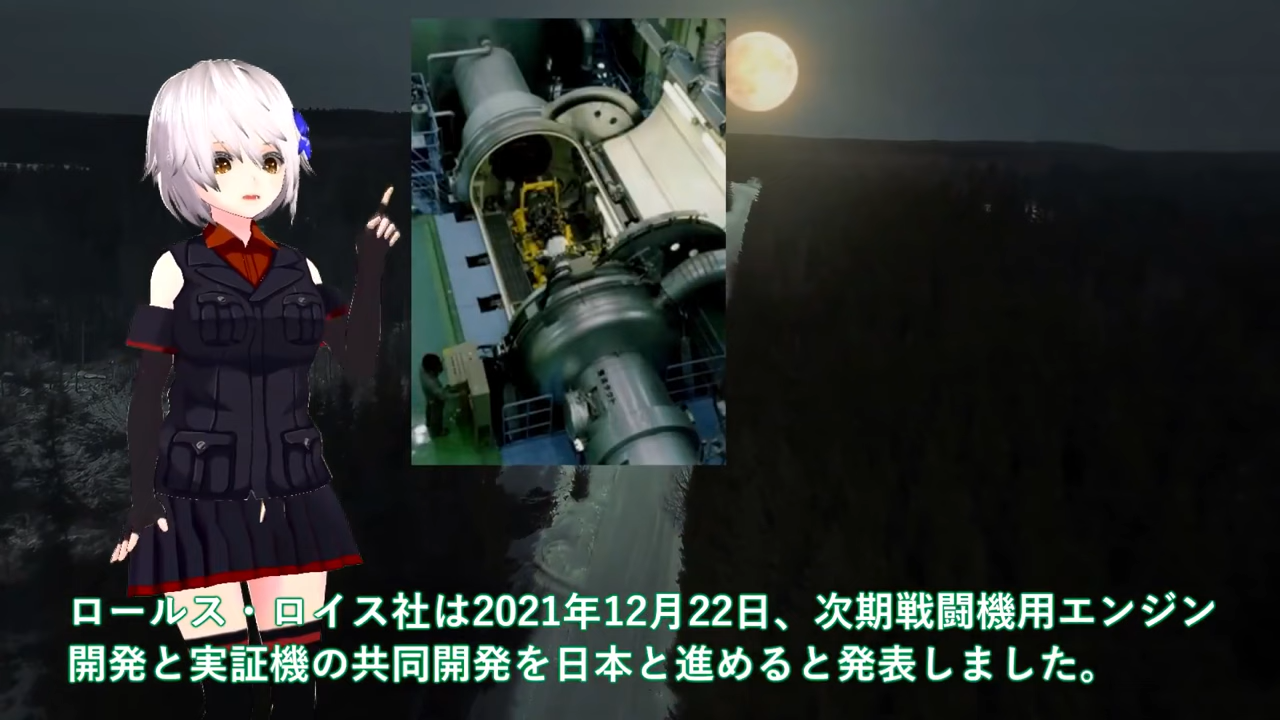 ロールス・ロイス社は2021年12月22日、次期戦闘機用エンジン
開発と実証機の共同開発を日本と進めると発表しました。